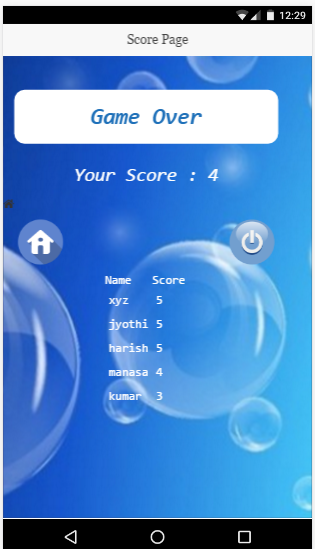 12:29
Score Page
Game Over
Your Score : 4
Name Score
xyz 5
jyothi 5
harish 5
manasa 4
kumar 3